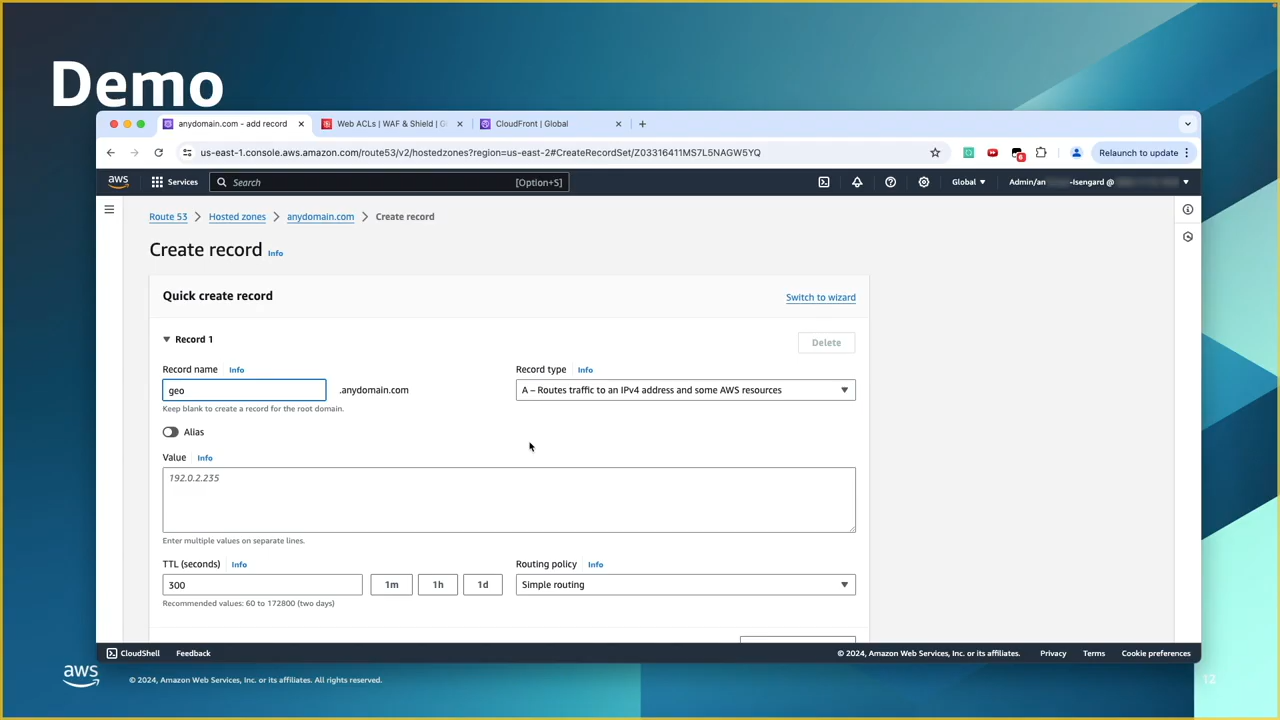 Demo
anydomain.com - add record
Web ACLs | WAF & Shield | G
CloudFront | Global
us-east-1.console.aws.amazon.com/route53/v2/hostedzones?region=us-east-2#CreateRecordSet/Z03316411MS7L5NAGW5YQ
6
Relaunch to update
aws
Services
Search
[Option+S]
Global
Admin/an
-Isengard @
Route 53
Hosted zones
anydomain.com
Create record
Create record Info
Quick create record
Switch to wizard
Record 1
Delete
Record name Info
Record type Info
geo
.anydomain.com
A – Routes traffic to an IPv4 address and some AWS resources
Keep blank to create a record for the root domain.
Alias
Value Info
192.0.2.235
Enter multiple values on separate lines.
TTL (seconds) Info
Routing policy Info
300
1m
1h
1d
Simple routing
Recommended values: 60 to 172800 (two days)
CloudShell
Feedback
© 2024, Amazon Web Services, Inc. or its affiliates.
Privacy
Terms
Cookie preferences
aws
© 2024, Amazon Web Services, Inc. or its affiliates. All rights reserved.
12